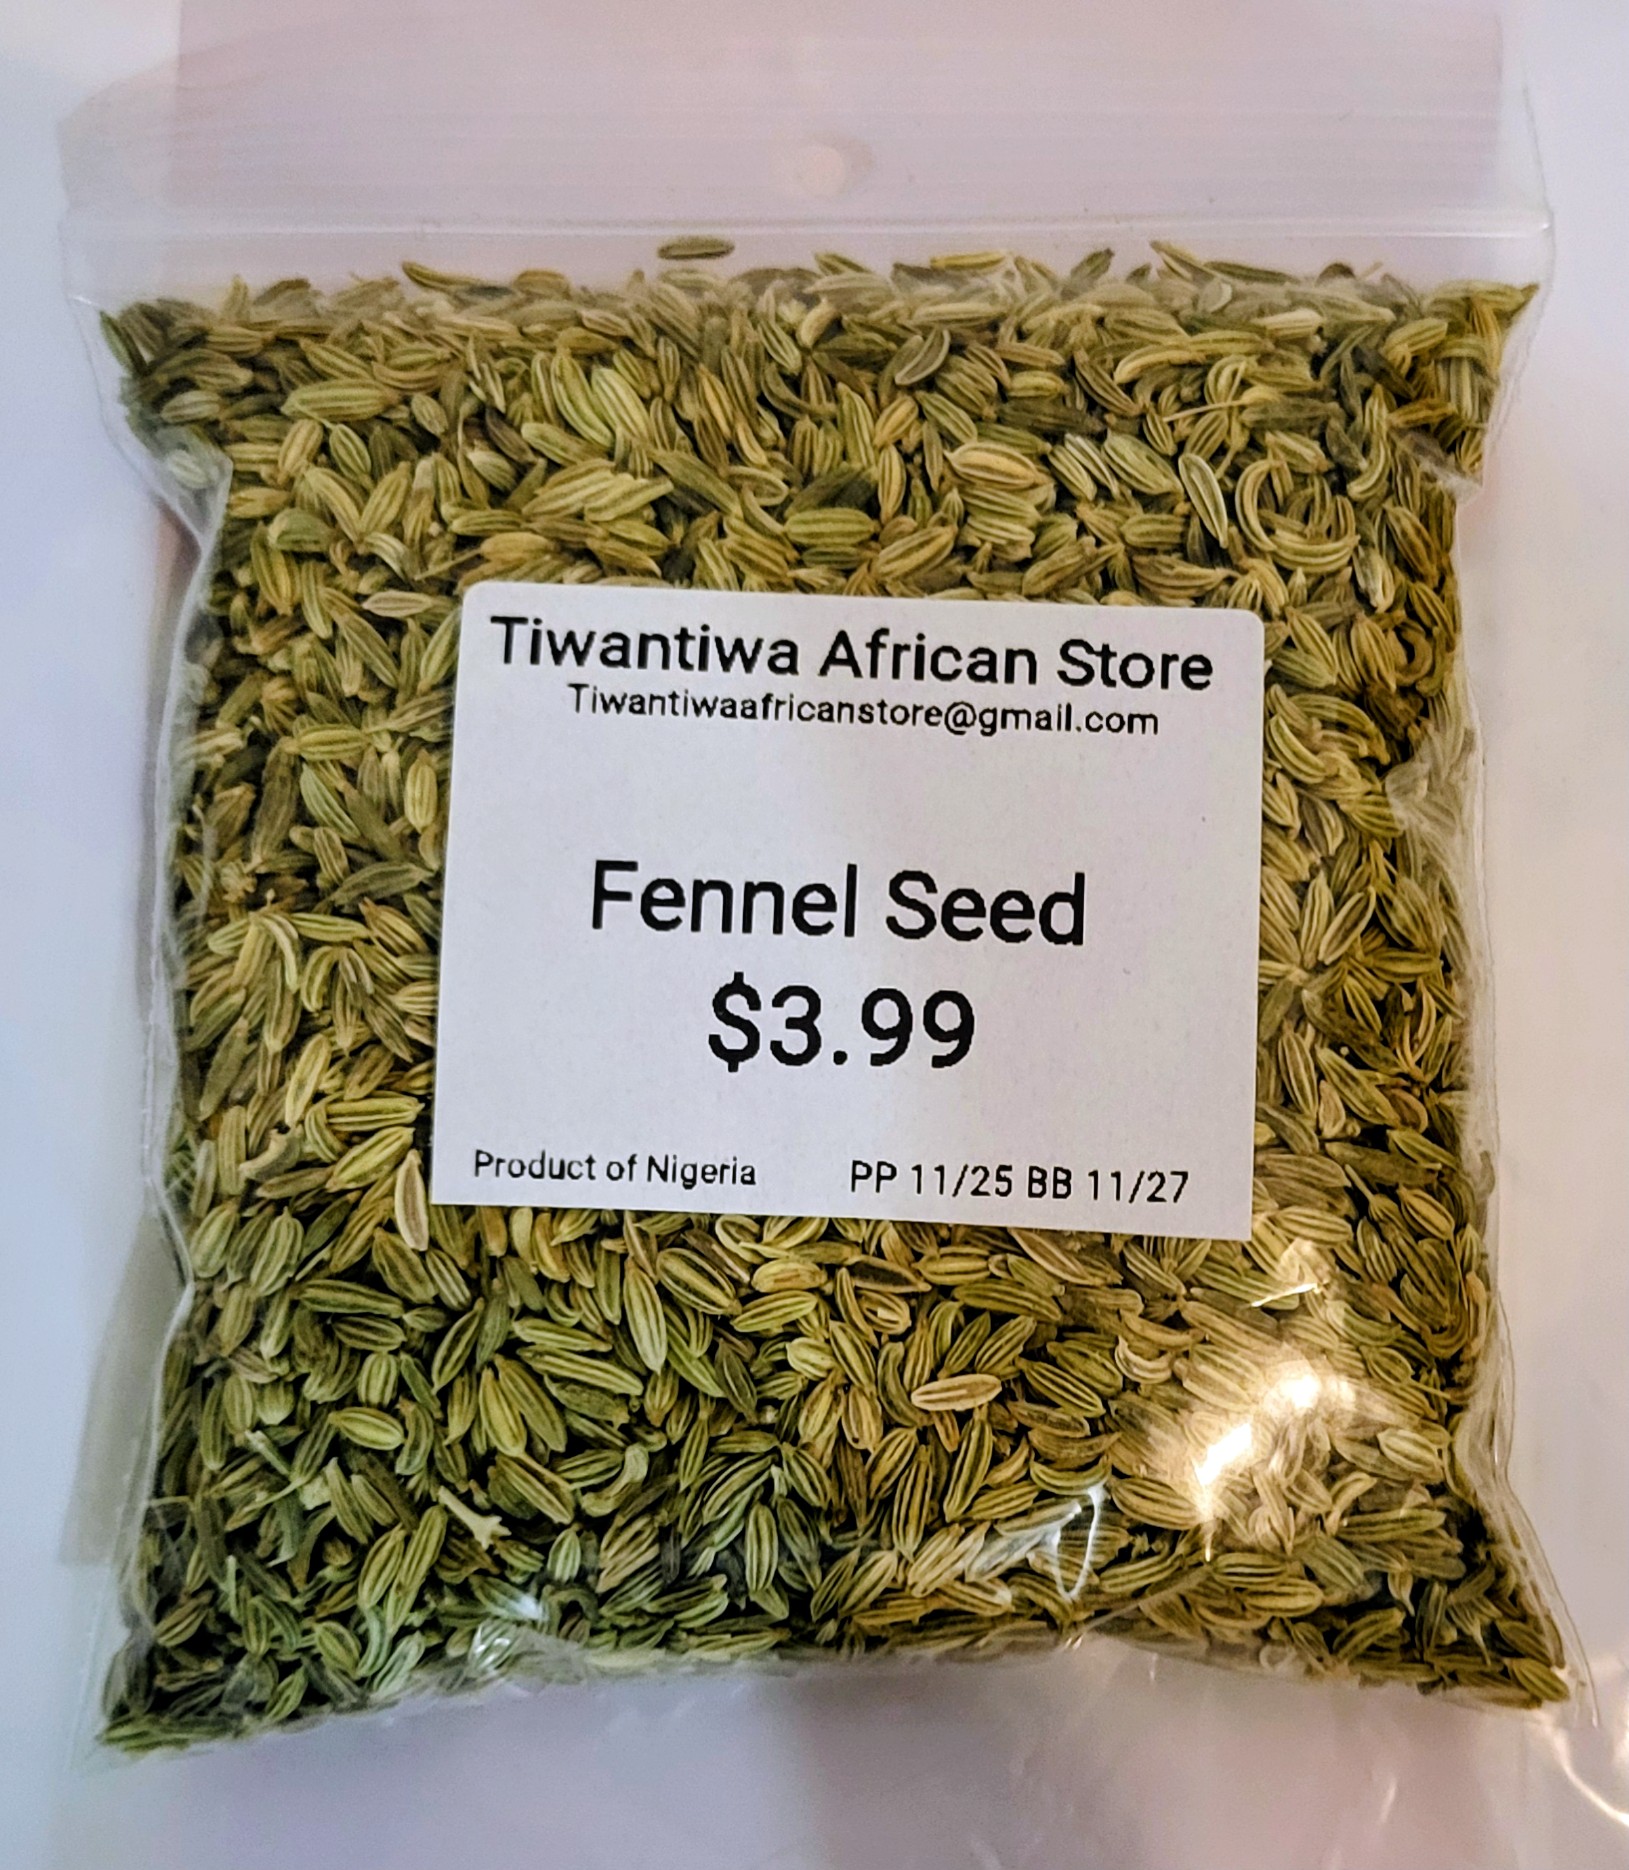 Tiwantiwa African Store
Tiwantiwaafricanstore@gmail.com
Fennel Seed
$3.99
Product of Nigeria PP 11/25 BB 11/27